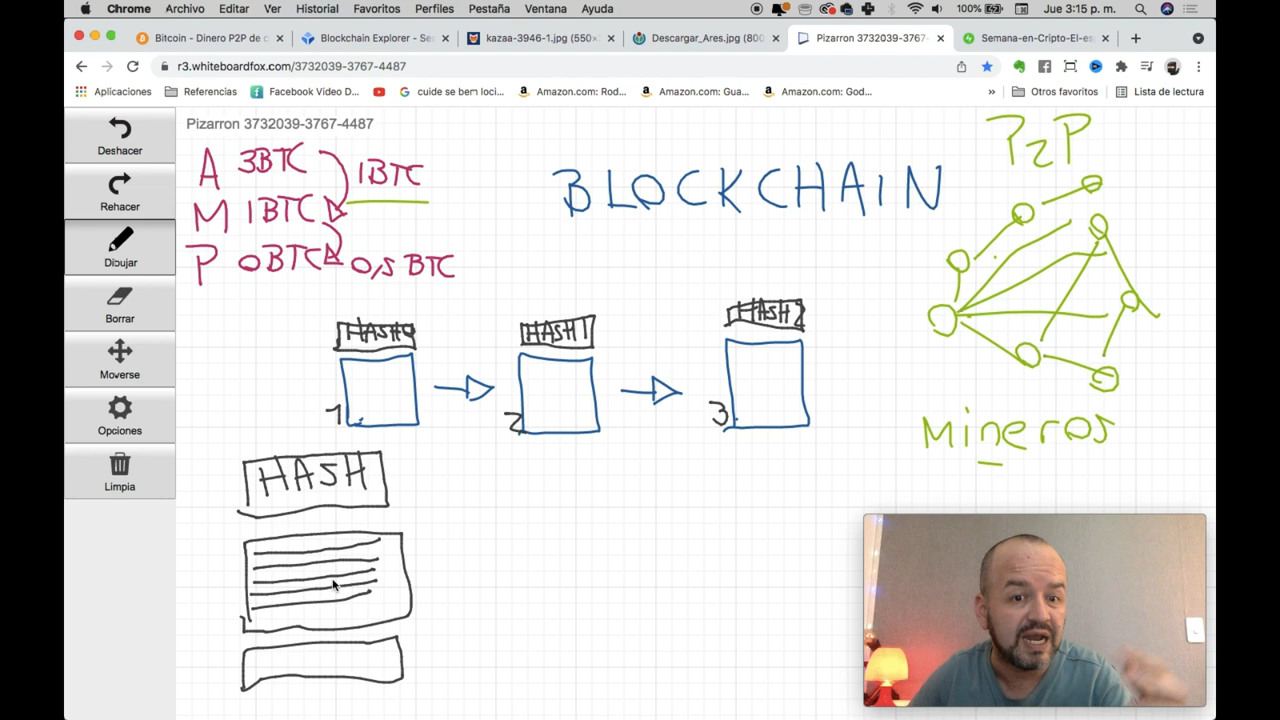 Chrome Archivo Editar Ver Historial Favoritos Perfiles Pestaña Ventana Ayuda 100% Jue 3:15 p. m.
Bitcoin - Dinero P2P de c Blockchain Explorer - Se kazaa-3946-1.jpg (550× Descargar_Ares.jpg (800 Pizarron 3732039-3767- Semana-en-Cripto-El-es
r3.whiteboardfox.com/3732039-3767-4487
Aplicaciones Referencias Facebook Video D... cuide se ben loci... Amazon.com: Rod... Amazon.com: Gua... Amazon.com: God... » Otros favoritos Lista de lectura
Pizarron 3732039-3767-4487
Deshacer
Rehacer
Dibujar
Borrar
Moverse
Opciones
Limpia
A 3BTC 1BTC
M 1BTC
P 0BTC 0,5 BTC
BLOCKCHAIN
P2P
HASH0 HASH1 HASH2
1 2 3
Mineros
HASH